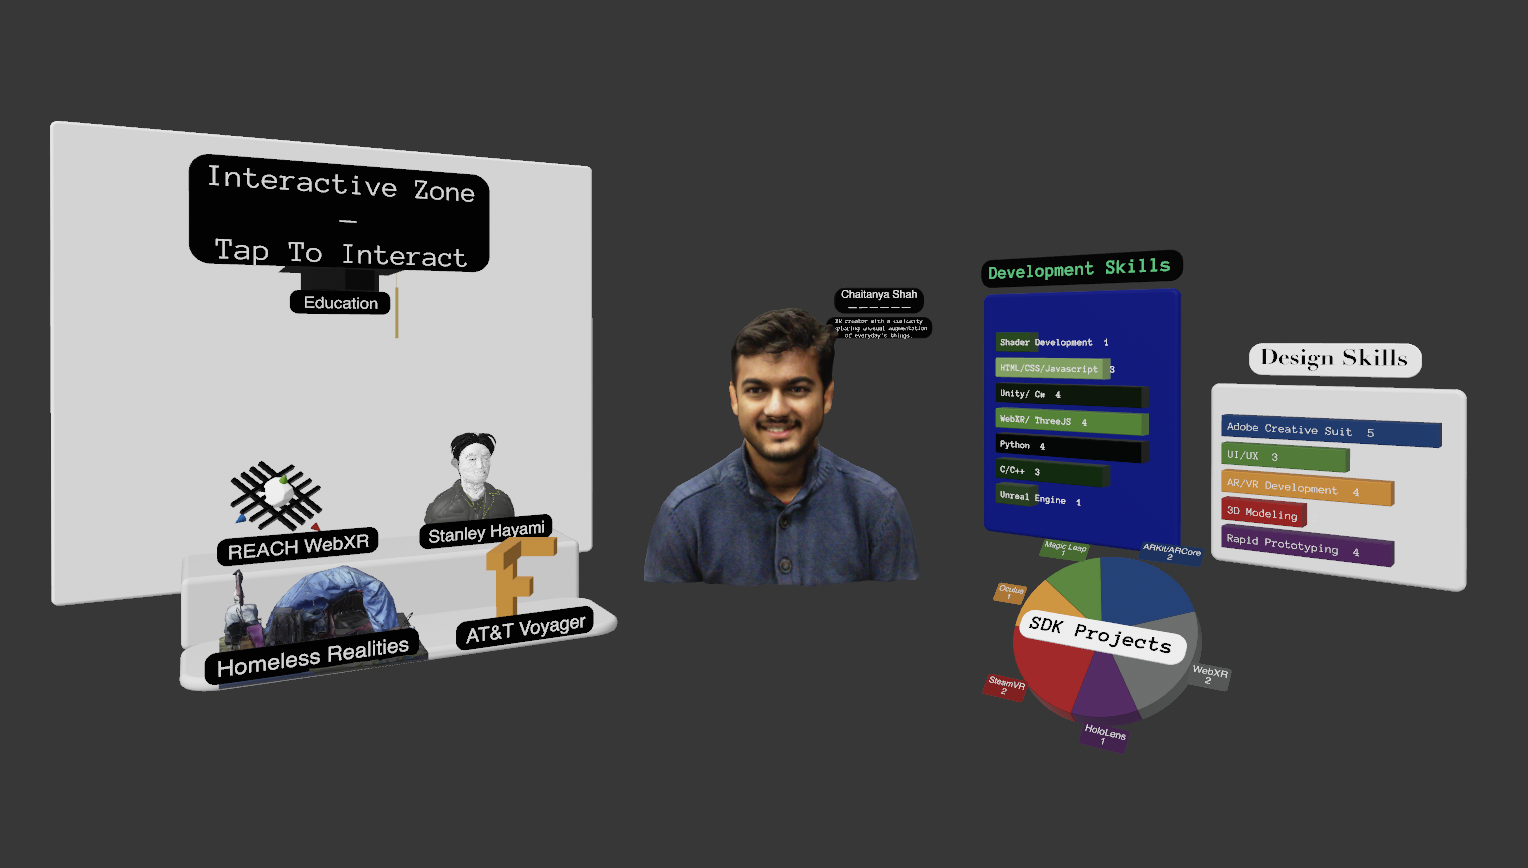 Interactive Zone
—
Tap To Interact
Education
REACH WebXR
Stanley Hayami
Homeless Realities
AT&T Voyager
Chaitanya Shah
——————
creator with a curiosity
unusual augmentation
of everyday's things.
Development Skills
Shader Development 1
HTML/CSS/Javascript 3
Unity/ C# 4
WebXR/ ThreeJS 4
Python 4
C/C++ 3
Unreal Engine 1
Design Skills
Adobe Creative Suit 5
UI/UX 3
AR/VR Development 4
3D Modeling
Rapid Prototyping 4
SDK Projects
Magic Leap
1
ARKit/ARCore
2
Oculus
1
WebXR
2
SteamVR
2
HoloLens
1